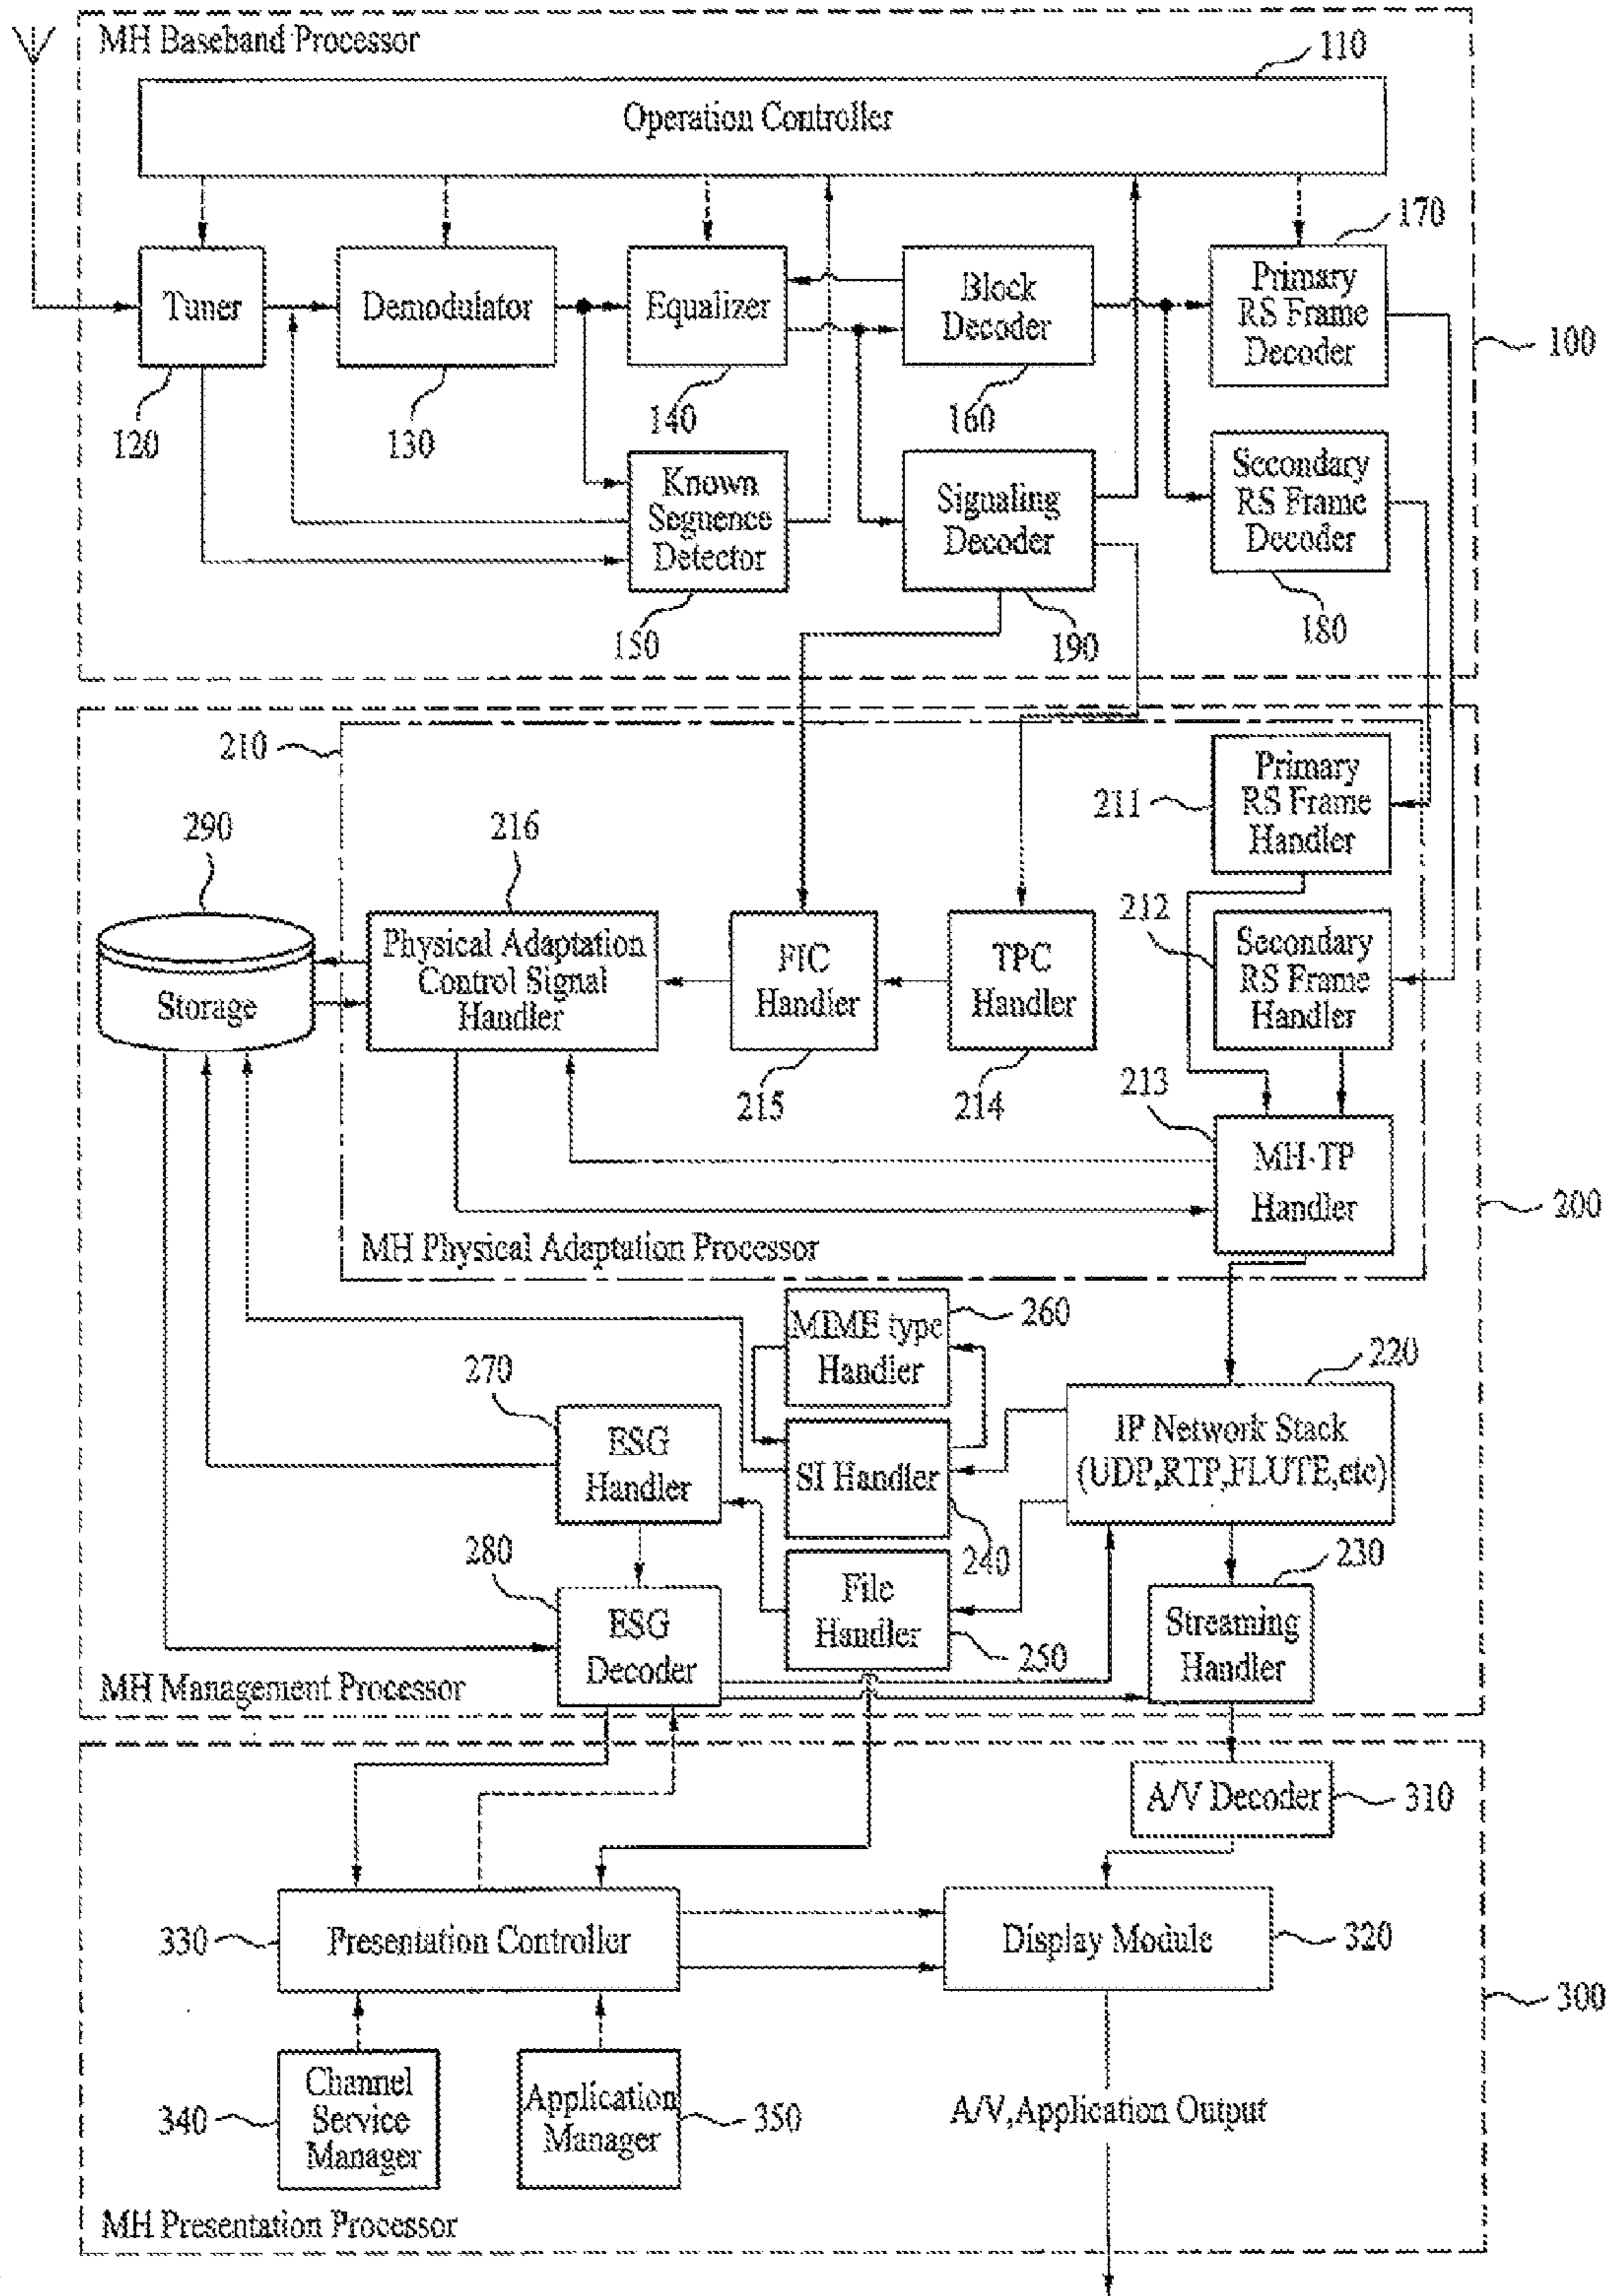 MH Baseband Processor
110
Operation Controller
170
Tuner
Demodulator
Equalizer
Block
Decoder
Primary
RS Frame
Decoder
100
120
130
140
160
Known
Seguence
Detector
Signaling
Decoder
Secondary
RS Frame
Decoder
150
190
180
210
Primary
RS Frame
Handler
211
290
216
212
Storage
Physical Adaptation
Control Signal
Handler
FIC
Handler
TPC
Handler
Secondary
RS Frame
Handler
215
214
213
MH-TP
Handler
200
MH Physical Adaptation Processor
MIME type
Handler
260
220
270
ESG
Handler
SI Handler
IP Network Stack
(UDP,RTP,FLUTE,etc)
280
240
230
ESG
Decoder
File
Handler
250
Streaming
Handler
MH Management Processor
A/V Decoder
310
330
Presentation Controller
Display Module
320
300
340
Channel
Service
Manager
Application
Manager
350
A/V,Application Output
MH Presentation Processor